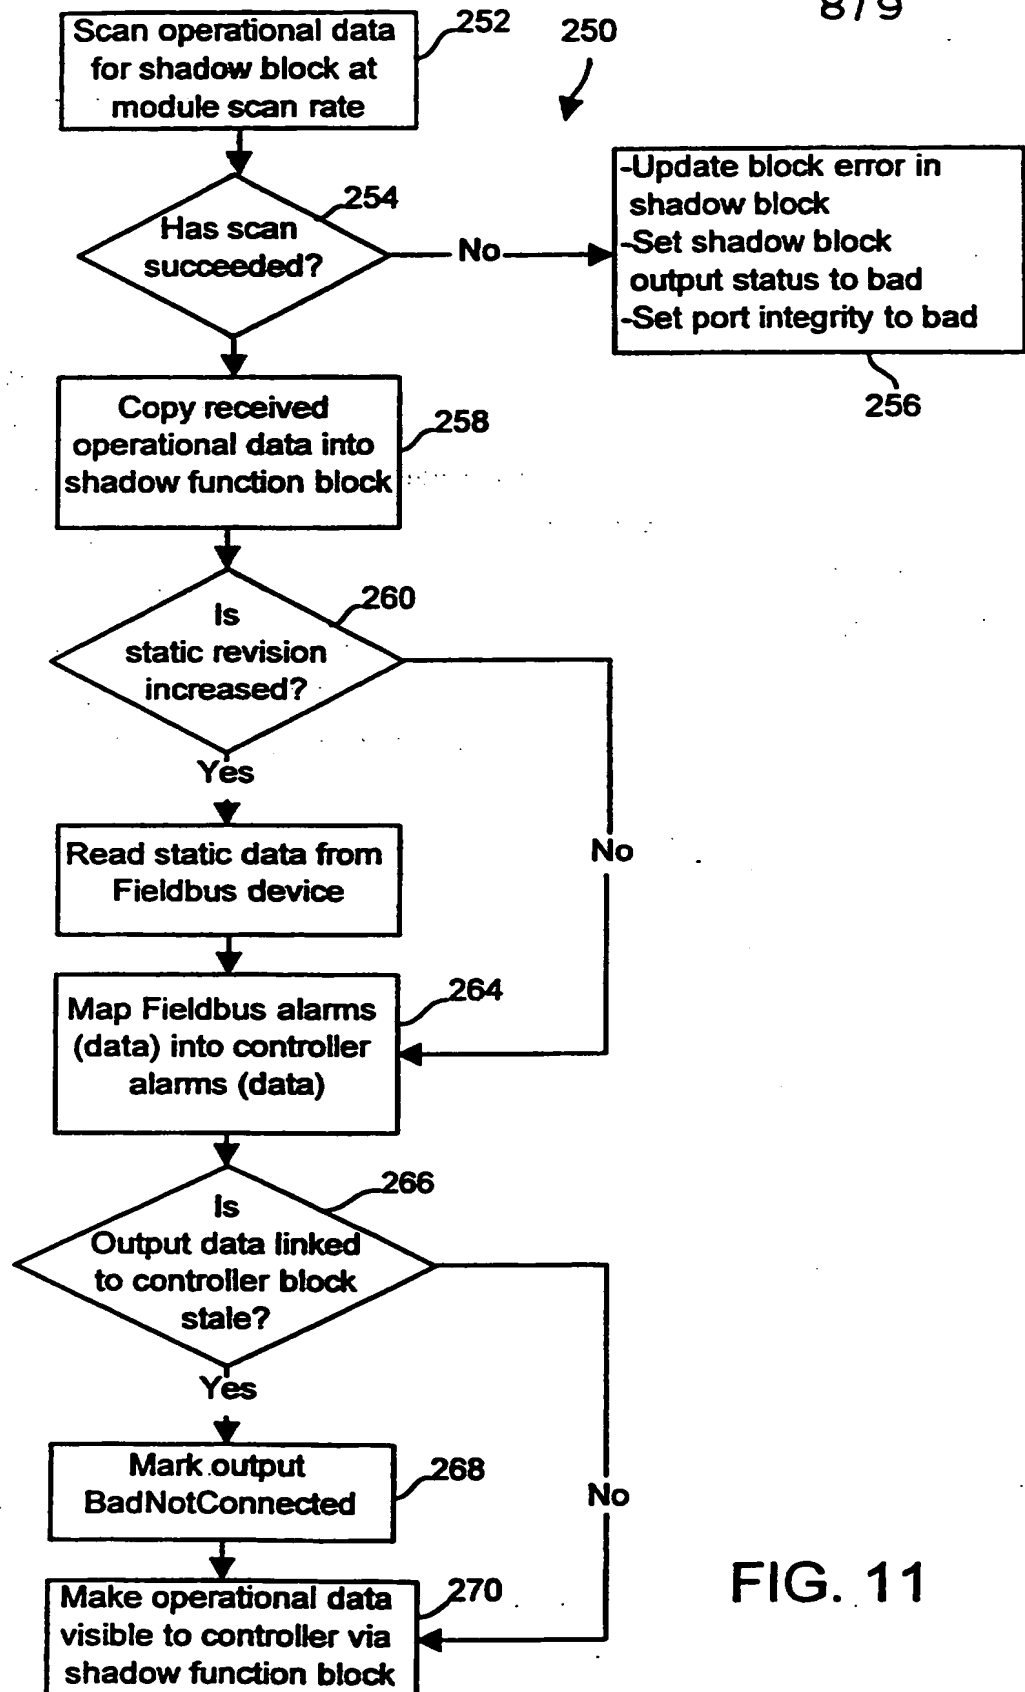 8/9
Scan operational data
for shadow block at
module scan rate
252
250
Has scan
succeeded?
254
No
-Update block error in
shadow block
-Set shadow block
output status to bad
-Set port integrity to bad
256
Copy received
operational data into
shadow function block
258
Is
static revision
increased?
260
Yes
No
Read static data from
Fieldbus device
Map Fieldbus alarms
(data) into controller
alarms (data)
264
Is
Output data linked
to controller block
stale?
266
Yes
No
Mark output
BadNotConnected
268
Make operational data
visible to controller via
shadow function block
270
FIG. 11